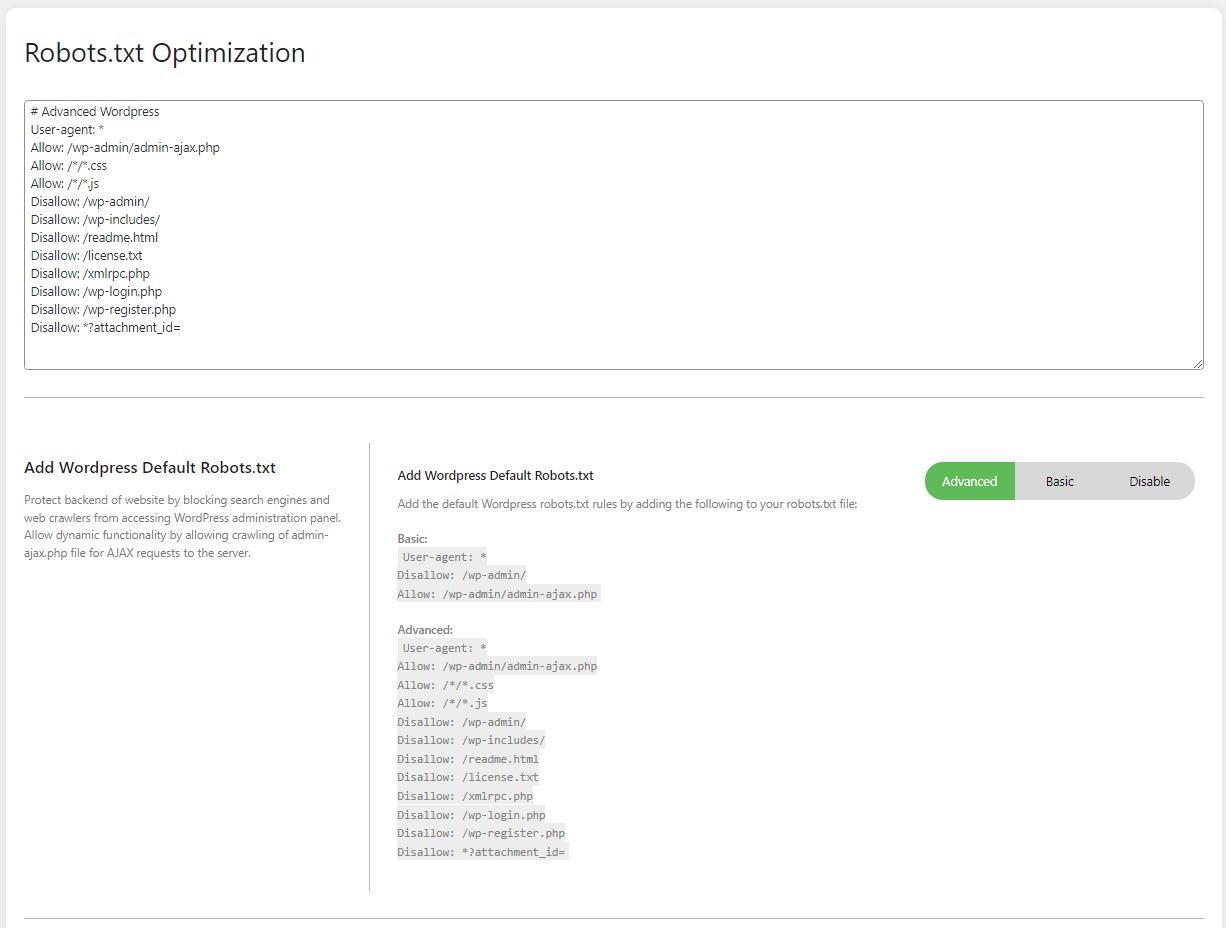 Robots.txt Optimization
# Advanced Wordpress
User-agent: *
Allow: /wp-admin/admin-ajax.php
Allow: /*/*.css
Allow: /*/*.js
Disallow: /wp-admin/
Disallow: /wp-includes/
Disallow: /readme.html
Disallow: /license.txt
Disallow: /xmlrpc.php
Disallow: /wp-login.php
Disallow: /wp-register.php
Disallow: *?attachment_id=
Add Wordpress Default Robots.txt
Protect backend of website by blocking search engines and
web crawlers from accessing WordPress administration panel.
Allow dynamic functionality by allowing crawling of admin-
ajax.php file for AJAX requests to the server.
Add Wordpress Default Robots.txt
Add the default Wordpress robots.txt rules by adding the following to your robots.txt file:
Basic:
User-agent: *
Disallow: /wp-admin/
Allow: /wp-admin/admin-ajax.php
Advanced:
User-agent: *
Allow: /wp-admin/admin-ajax.php
Allow: /*/*.css
Allow: /*/*.js
Disallow: /wp-admin/
Disallow: /wp-includes/
Disallow: /readme.html
Disallow: /license.txt
Disallow: /xmlrpc.php
Disallow: /wp-login.php
Disallow: /wp-register.php
Disallow: *?attachment_id=
Advanced Basic Disable